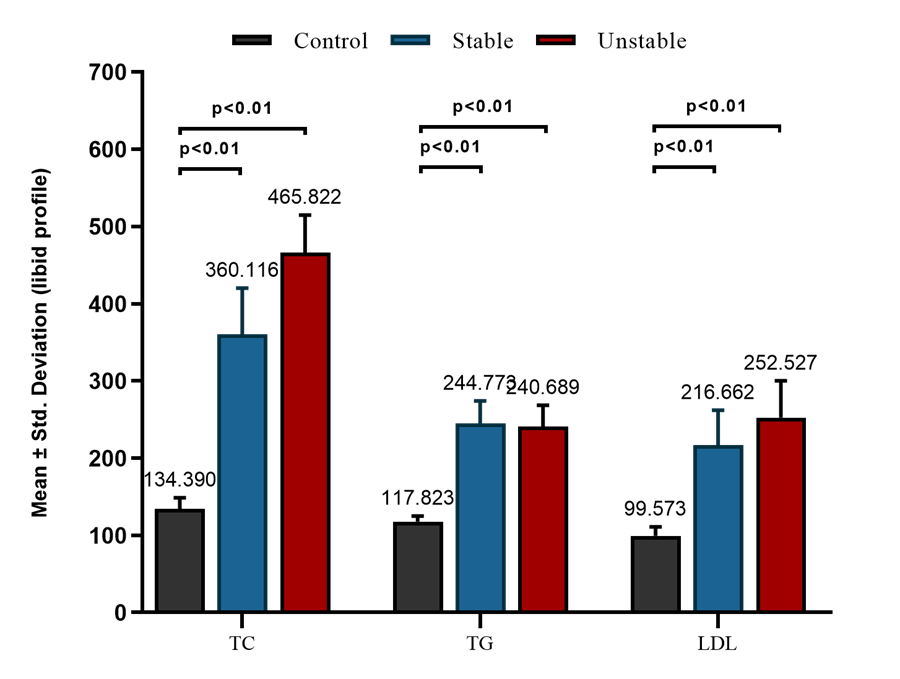 Control Stable Unstable
Mean ± Std. Deviation (libid profile)
700
600
500
400
300
200
100
0
p<0.01 p<0.01 p<0.01
p<0.01 p<0.01 p<0.01
134.390 360.116 465.822
117.823 244.773 240.689
99.573 216.662 252.527
TC TG LDL